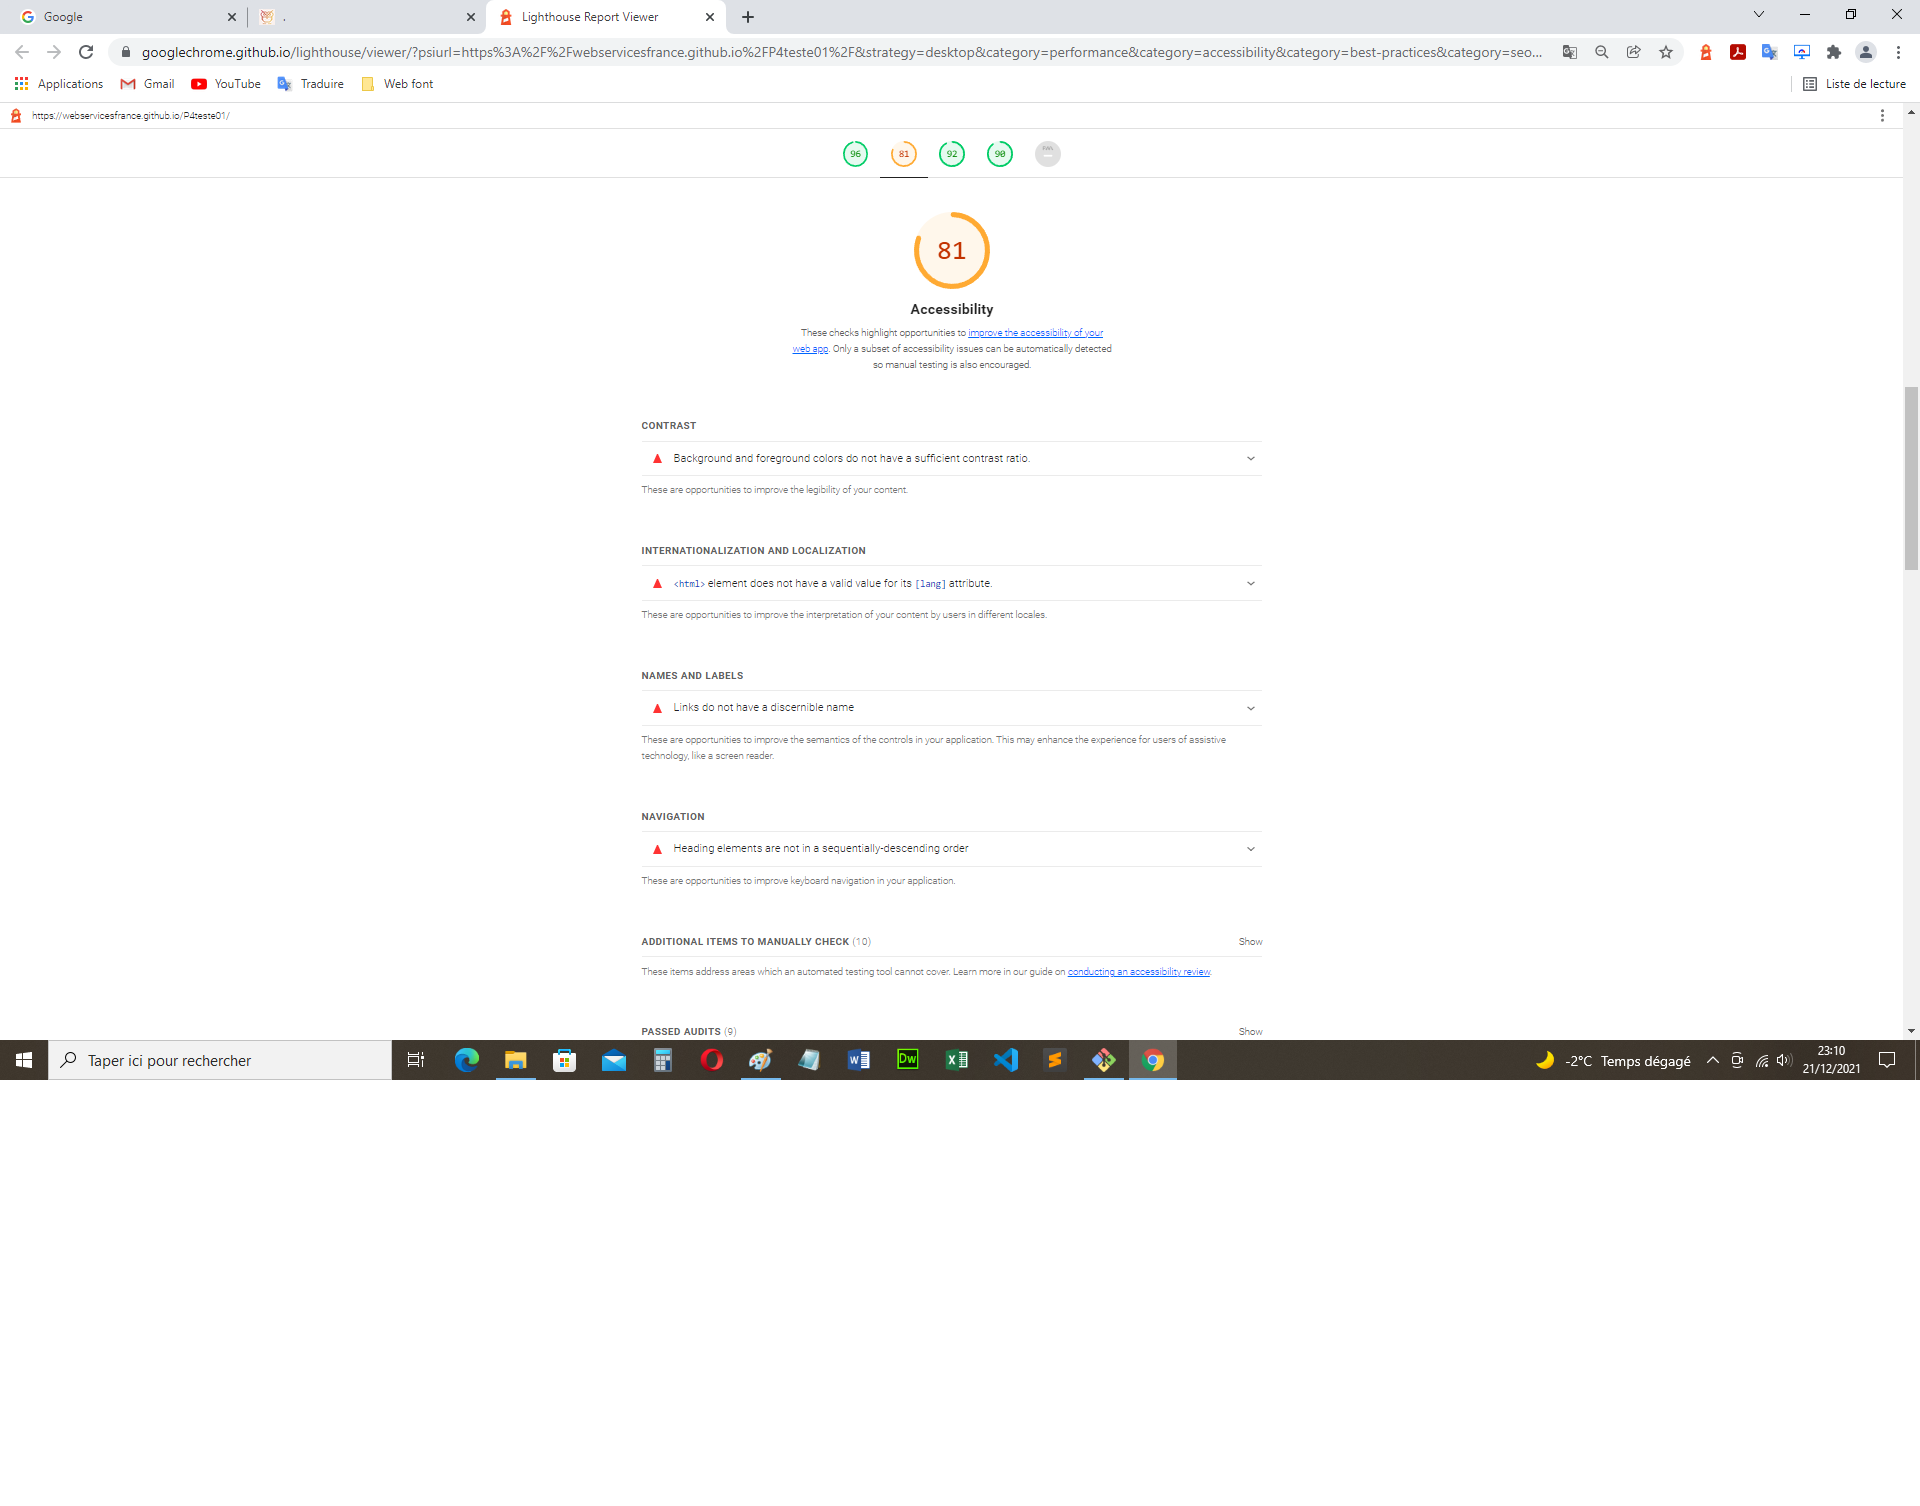 Google
.
Lighthouse Report Viewer
googlechrome.github.io/lighthouse/viewer/?psiurl=https%3A%2F%2Fwebservicesfrance.github.io%2FP4teste01%2F&strategy=desktop&category=performance&category=accessibility&category=best-practices&category=seo...
Applications
Gmail
YouTube
Traduire
Web font
Liste de lecture
https://webservicesfrance.github.io/P4teste01/
96
81
92
90
81
Accessibility
These checks highlight opportunities to improve the accessibility of your
web app. Only a subset of accessibility issues can be automatically detected
so manual testing is also encouraged.
CONTRAST
Background and foreground colors do not have a sufficient contrast ratio.
These are opportunities to improve the legibility of your content.
INTERNATIONALIZATION AND LOCALIZATION
<html> element does not have a valid value for its [lang] attribute.
These are opportunities to improve the interpretation of your content by users in different locales.
NAMES AND LABELS
Links do not have a discernible name
These are opportunities to improve the semantics of the controls in your application. This may enhance the experience for users of assistive
technology, like a screen reader.
NAVIGATION
Heading elements are not in a sequentially-descending order
These are opportunities to improve keyboard navigation in your application.
ADDITIONAL ITEMS TO MANUALLY CHECK (10)
Show
These items address areas which an automated testing tool cannot cover. Learn more in our guide on conducting an accessibility review.
PASSED AUDITS (9)
Show
Taper ici pour rechercher
Dw
-2°C Temps dégagé
23:10
21/12/2021